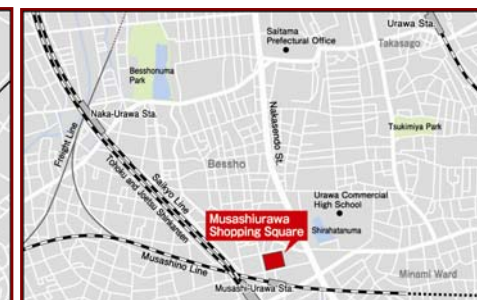 Urawa Sta.
Saitama
Prefectural Office
Takasago
Besshonuma
Park
Naka-Urawa Sta.
Nakasendo St.
Tsukimiya Park
Freight Line
Saikyo Line
Tohoku and Joetsu Shinkansen
Bessho
Urawa Commercial
High School
Musashiurawa
Shopping Square
Shirahatanuma
Musashino Line
Musashi-Urawa Sta.
Minami Ward